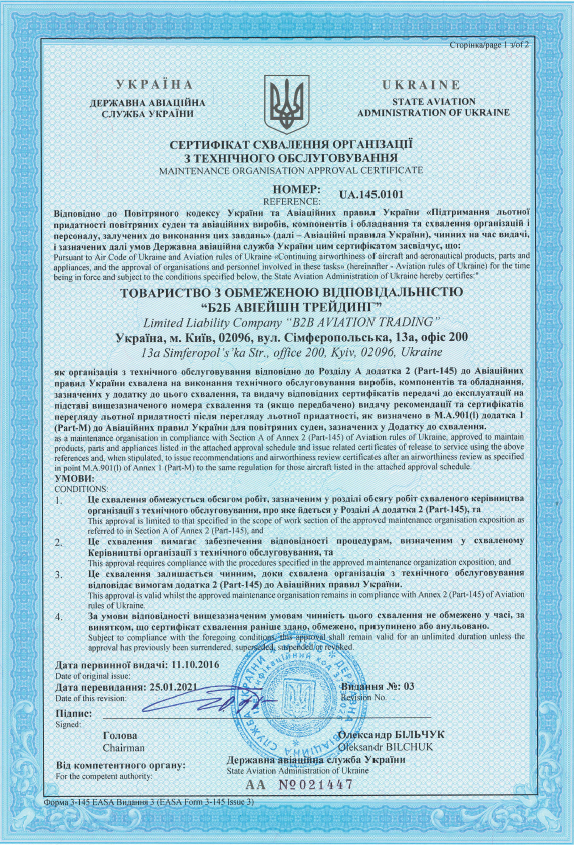 Сторінка/page 1 з/of 2
УКРАЇНА
ДЕРЖАВНА АВІАЦІЙНА
СЛУЖБА УКРАЇНИ
UKRAINE
STATE AVIATION
ADMINISTRATION OF UKRAINE
СЕРТИФІКАТ СХВАЛЕННЯ ОРГАНІЗАЦІЇ
З ТЕХНІЧНОГО ОБСЛУГОВУВАННЯ
MAINTENANCE ORGANISATION APPROVAL CERTIFICATE
НОМЕР: UA.145.0101
REFERENCE:
Відповідно до Повітряного кодексу України та Авіаційних правил України «Підтримання льотної
придатності повітряних суден та авіаційних виробів, компонентів і обладнання та схвалення організацій і
персоналу, залучених до виконання цих завдань» (далі – Авіаційні правила України), чинних на час видачі,
і зазначених далі умов Державна авіаційна служба України цим сертифікатом засвідчує, що:
Pursuant to Air Code of Ukraine and Aviation rules of Ukraine «Continuing airworthiness of aircraft and aeronautical products, parts and
appliances, and the approval of organisations and personnel involved in these tasks» (hereinafter - Aviation rules of Ukraine) for the time
being in force and subject to the conditions specified below, the State Aviation Administration of Ukraine hereby certifies:"
ТОВАРИСТВО З ОБМЕЖЕНОЮ ВІДПОВІДАЛЬНІСТЮ
"Б2Б АВІЕЙШН ТРЕЙДИНГ"
Limited Liability Company "B2B AVIATION TRADING"
Україна, м. Київ, 02096, вул. Сімферопольська, 13а, офіс 200
13a Simferopol's'ka Str., office 200, Kyiv, 02096, Ukraine
як організація з технічного обслуговування відповідно до Розділу А додатка 2 (Part-145) до Авіаційних
правил України схвалена на виконання технічного обслуговування виробів, компонентів та обладнання,
зазначених у додатку до цього схвалення, та видачу відповідних сертифікатів передачі до експлуатації на
підставі вищезазначеного номера схвалення та (якщо передбачено) видачу рекомендації та сертифікатів
перегляду льотної придатності після перегляду льотної придатності, як визначено в М.А.901(l) додатка 1
(Part-M) до Авіаційних правил України для повітряних суден, зазначених у Додатку до схвалення.
as a maintenance organisation in compliance with Section A of Annex 2 (Part-145) of Aviation rules of Ukraine, approved to maintain
products, parts and appliances listed in the attached approval schedule and issue related certificates of release to service using the above
references and, when stipulated, to issue recommendations and airworthiness review certificates after an airworthiness review as specified
in point M.A.901(l) of Annex 1 (Part-M) to the same regulation for those aircraft listed in the attached approval schedule.
УМОВИ:
CONDITIONS:
1. Це схвалення обмежується обсягом робіт, зазначеним у розділі обсягу робіт схваленого керівництва
організації з технічного обслуговування, про яке йдеться у Розділі А додатка 2 (Part-145), та
This approval is limited to that specified in the scope of work section of the approved maintenance organisation exposition as
referred to in Section A of Annex 2 (Part-145), and
2. Це схвалення вимагає забезпечення відповідності процедурам, визначеним у схваленому
Керівництві організації з технічного обслуговування, та
This approval requires compliance with the procedures specified in the approved maintenance organization exposition, and
3. Це схвалення залишається чинним, доки схвалена організація з технічного обслуговування
відповідає вимогам додатка 2 (Part-145) до Авіаційних правил України.
This approval is valid whilst the approved maintenance organisation remains in compliance with Annex 2 (Part-145) of Aviation
rules of Ukraine.
4. За умови відповідності вищезазначеним умовам чинність цього схвалення не обмежено у часі, за
винятком, що сертифікат схвалення раніше здано, обмежено, призупинено або анульовано.
Subject to compliance with the foregoing conditions, this approval shall remain valid for an unlimited duration unless the
approval has previously been surrendered, superseded, suspended or revoked.
Дата первинної видачі: 11.10.2016
Date of original issue:
Дата перевидання: 25.01.2021 Видання №: 03
Date of this revision: Revision No.
Підпис:
Signed:
Голова Олександр БІЛЬЧУК
Chairman Oleksandr BILCHUK
Від компетентного органу: Державна авіаційна служба України
For the competent authority: State Aviation Administration of Ukraine
АА №021447
Форма 3-145 EASA Видання 3 (EASA Form 3-145 Issue 3)